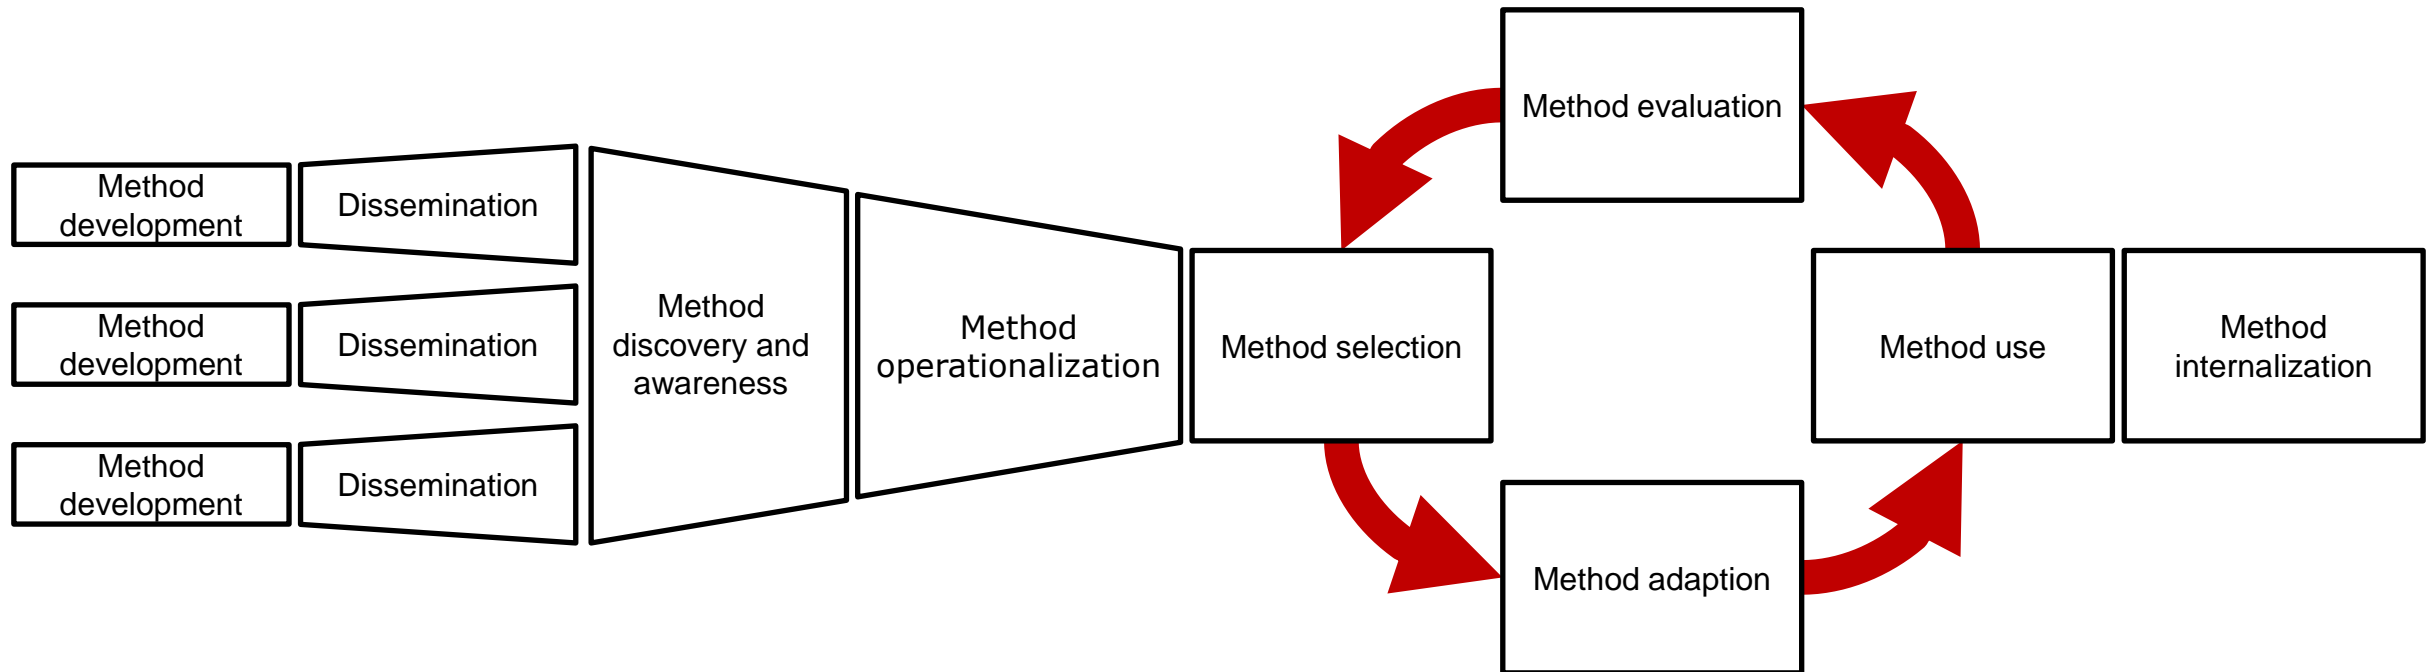 Method
development
Dissemination
Method
development
Dissemination
Method
development
Dissemination
Method
discovery and
awareness
Method
operationalization
Method selection
Method evaluation
Method adaption
Method use
Method
internalization